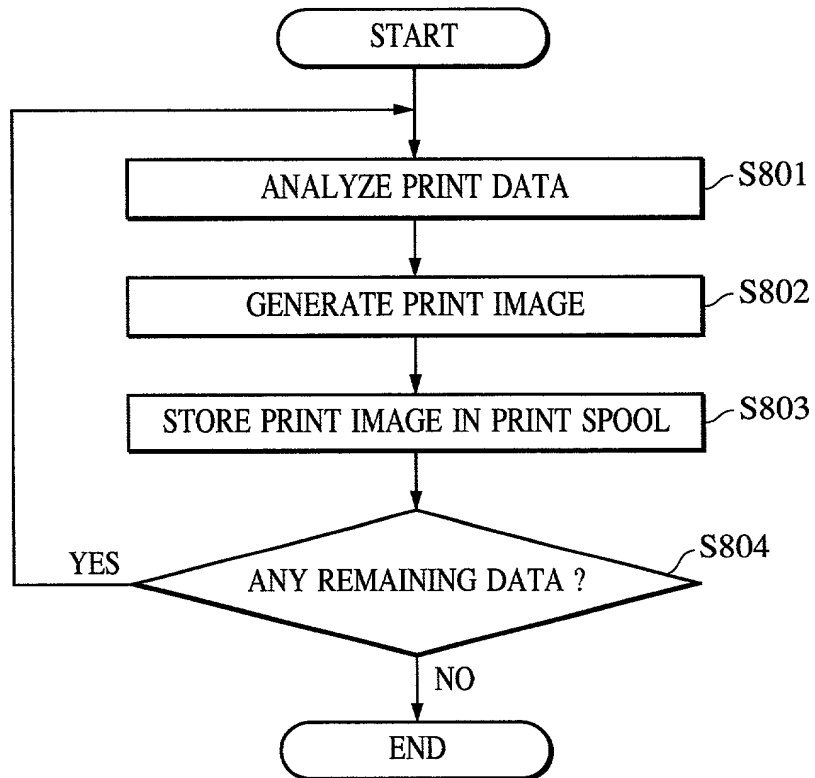 START
ANALYZE PRINT DATA
S801
GENERATE PRINT IMAGE
S802
STORE PRINT IMAGE IN PRINT SPOOL
S803
YES
ANY REMAINING DATA ?
S804
NO
END